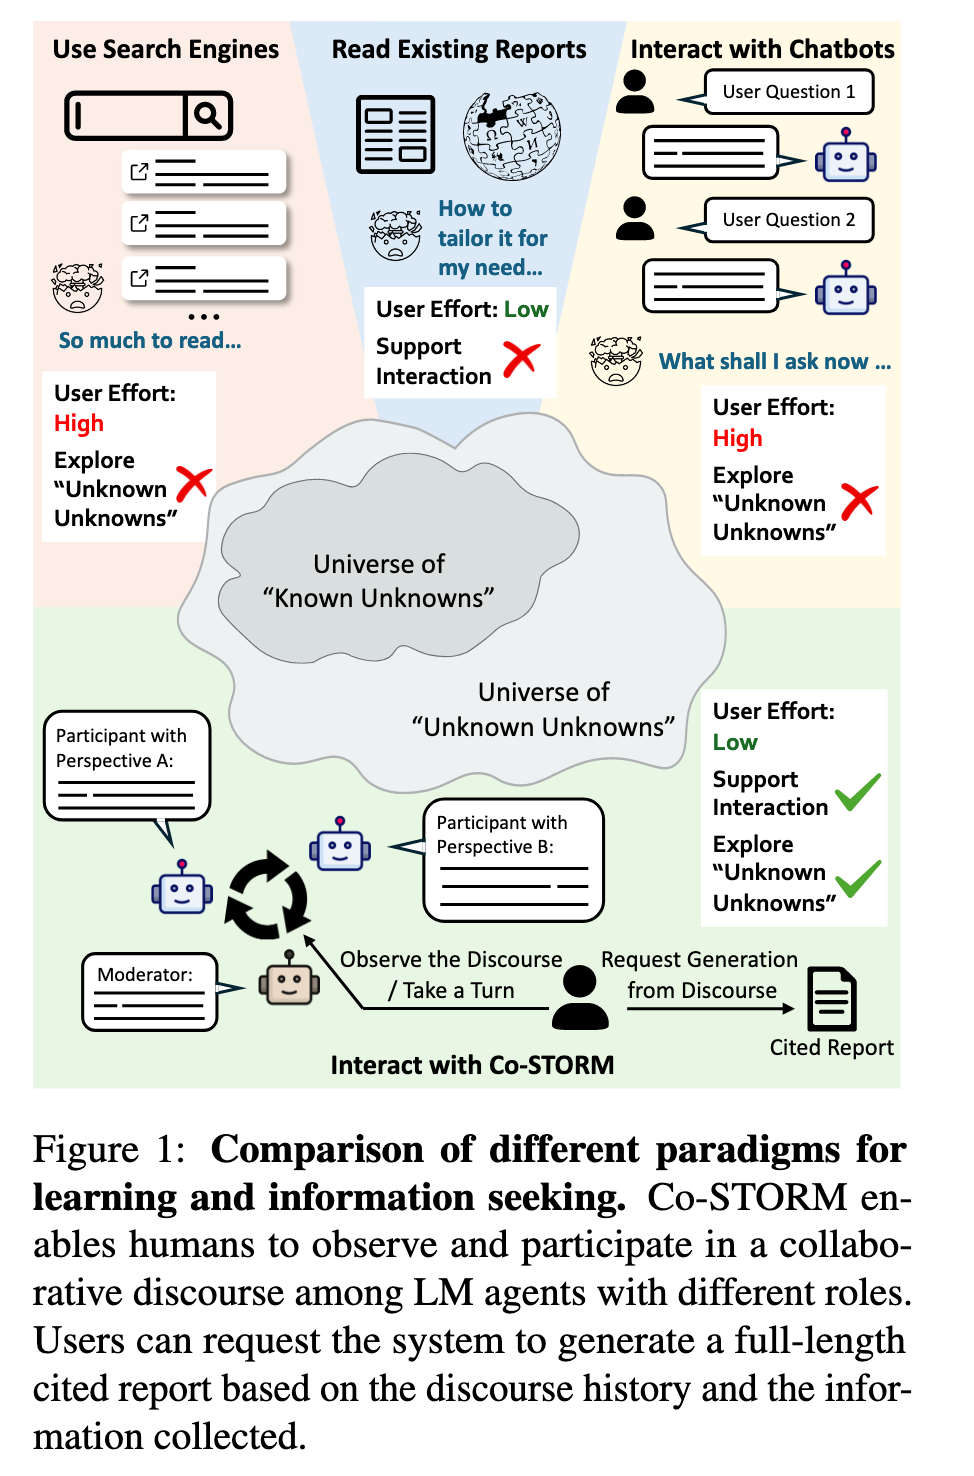 Use Search Engines
So much to read...
User Effort:
High
Explore
“Unknown
Unknowns”
Read Existing Reports
How to
tailor it for
my need...
User Effort: Low
Support
Interaction
Interact with Chatbots
User Question 1
User Question 2
What shall I ask now ...
User Effort:
High
Explore
“Unknown
Unknowns”
Universe of
“Known Unknowns”
Universe of
“Unknown Unknowns”
User Effort:
Low
Support
Interaction
Explore
“Unknown
Unknowns”
Participant with
Perspective A:
Participant with
Perspective B:
Moderator:
Observe the Discourse
/ Take a Turn
Request Generation
from Discourse
Cited Report
Interact with Co-STORM
Figure 1: Comparison of different paradigms for
learning and information seeking. Co-STORM en-
ables humans to observe and participate in a collabo-
rative discourse among LM agents with different roles.
Users can request the system to generate a full-length
cited report based on the discourse history and the infor-
mation collected.